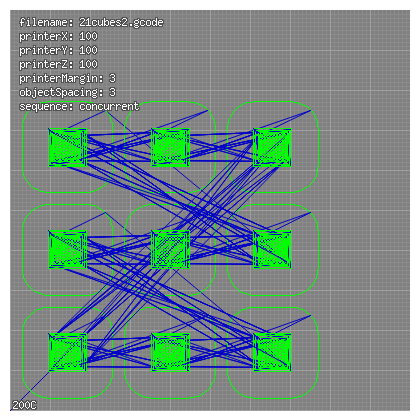 filename: 21cubes2.gcode
printerX: 100
printerY: 100
printerZ: 100
printerMargin: 3
objectSpacing: 3
sequence: concurrent
200C